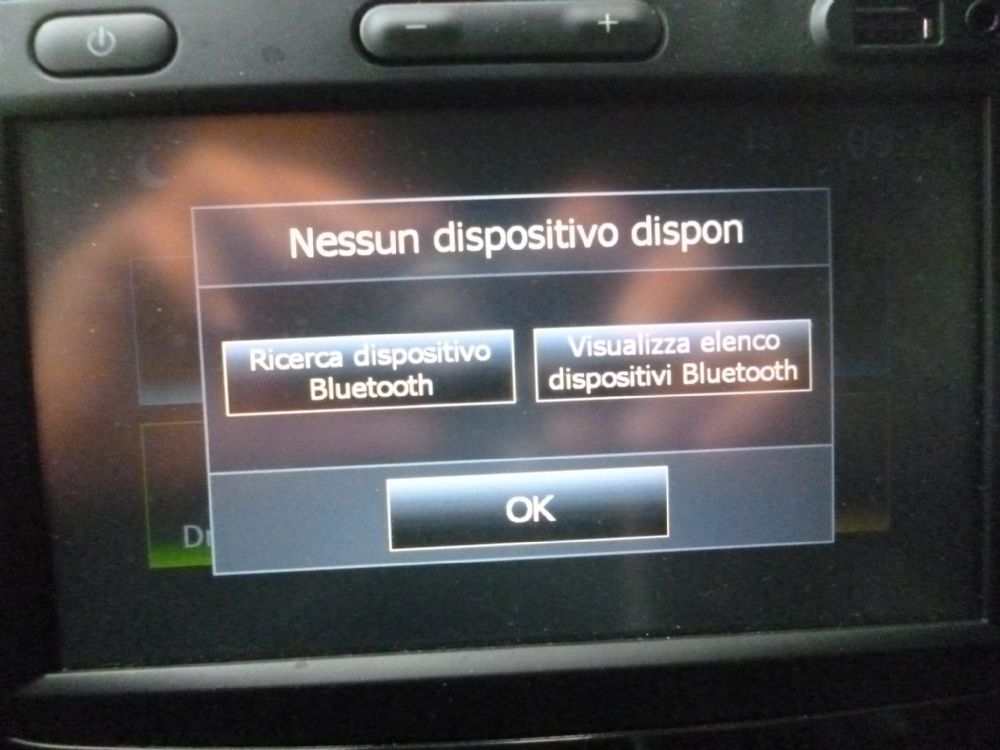 Nessun dispositivo dispon
Ricerca dispositivo
Bluetooth
Visualizza elenco
dispositivi Bluetooth
OK